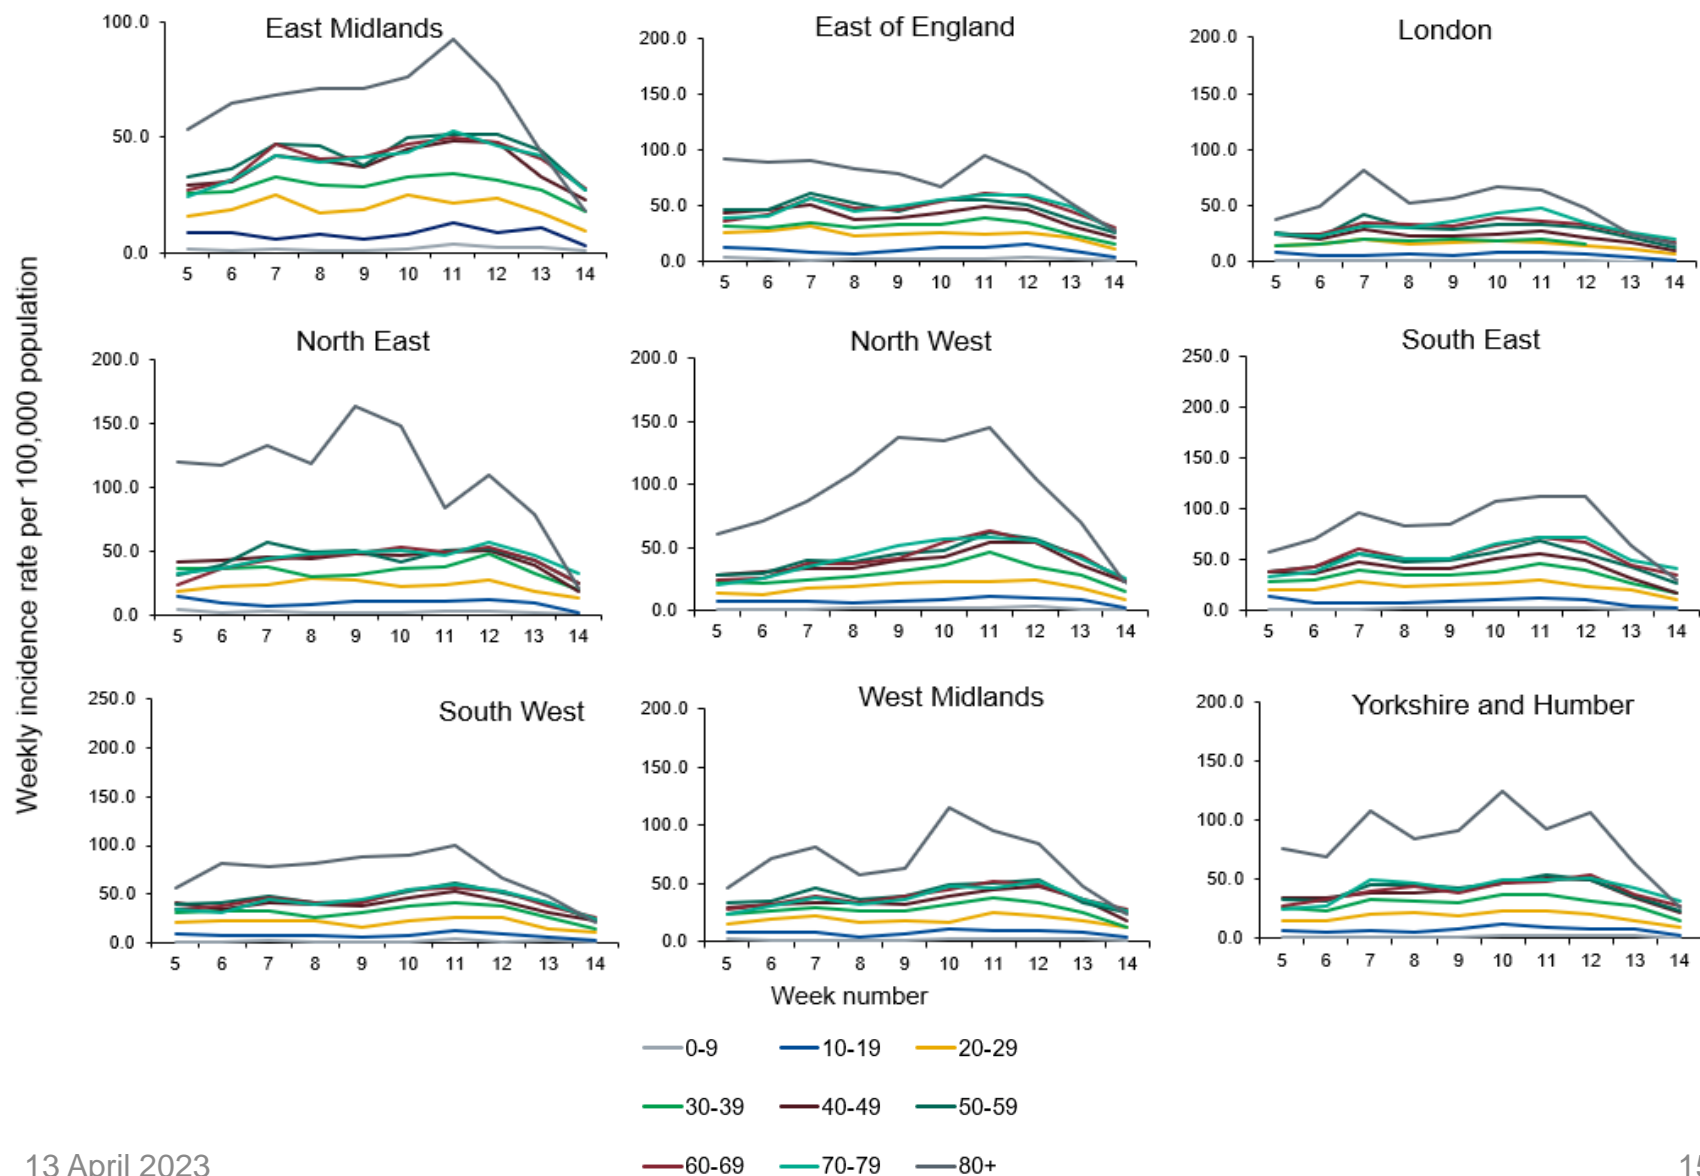 Weekly incidence rate per 100,000 population
East Midlands
100.0
50.0
0.0
5 6 7 8 9 10 11 12 13 14
East of England
200.0
150.0
100.0
50.0
0.0
5 6 7 8 9 10 11 12 13 14
London
200.0
150.0
100.0
50.0
0.0
5 6 7 8 9 10 11 12 13 14
North East
200.0
150.0
100.0
50.0
0.0
5 6 7 8 9 10 11 12 13 14
North West
200.0
150.0
100.0
50.0
0.0
5 6 7 8 9 10 11 12 13 14
South East
250.0
200.0
150.0
100.0
50.0
0.0
5 6 7 8 9 10 11 12 13 14
South West
250.0
200.0
150.0
100.0
50.0
0.0
5 6 7 8 9 10 11 12 13 14
West Midlands
200.0
150.0
100.0
50.0
0.0
5 6 7 8 9 10 11 12 13 14
Yorkshire and Humber
200.0
150.0
100.0
50.0
0.0
5 6 7 8 9 10 11 12 13 14
Week number
0-9 10-19 20-29
30-39 40-49 50-59
60-69 70-79 80+
13 April 2023